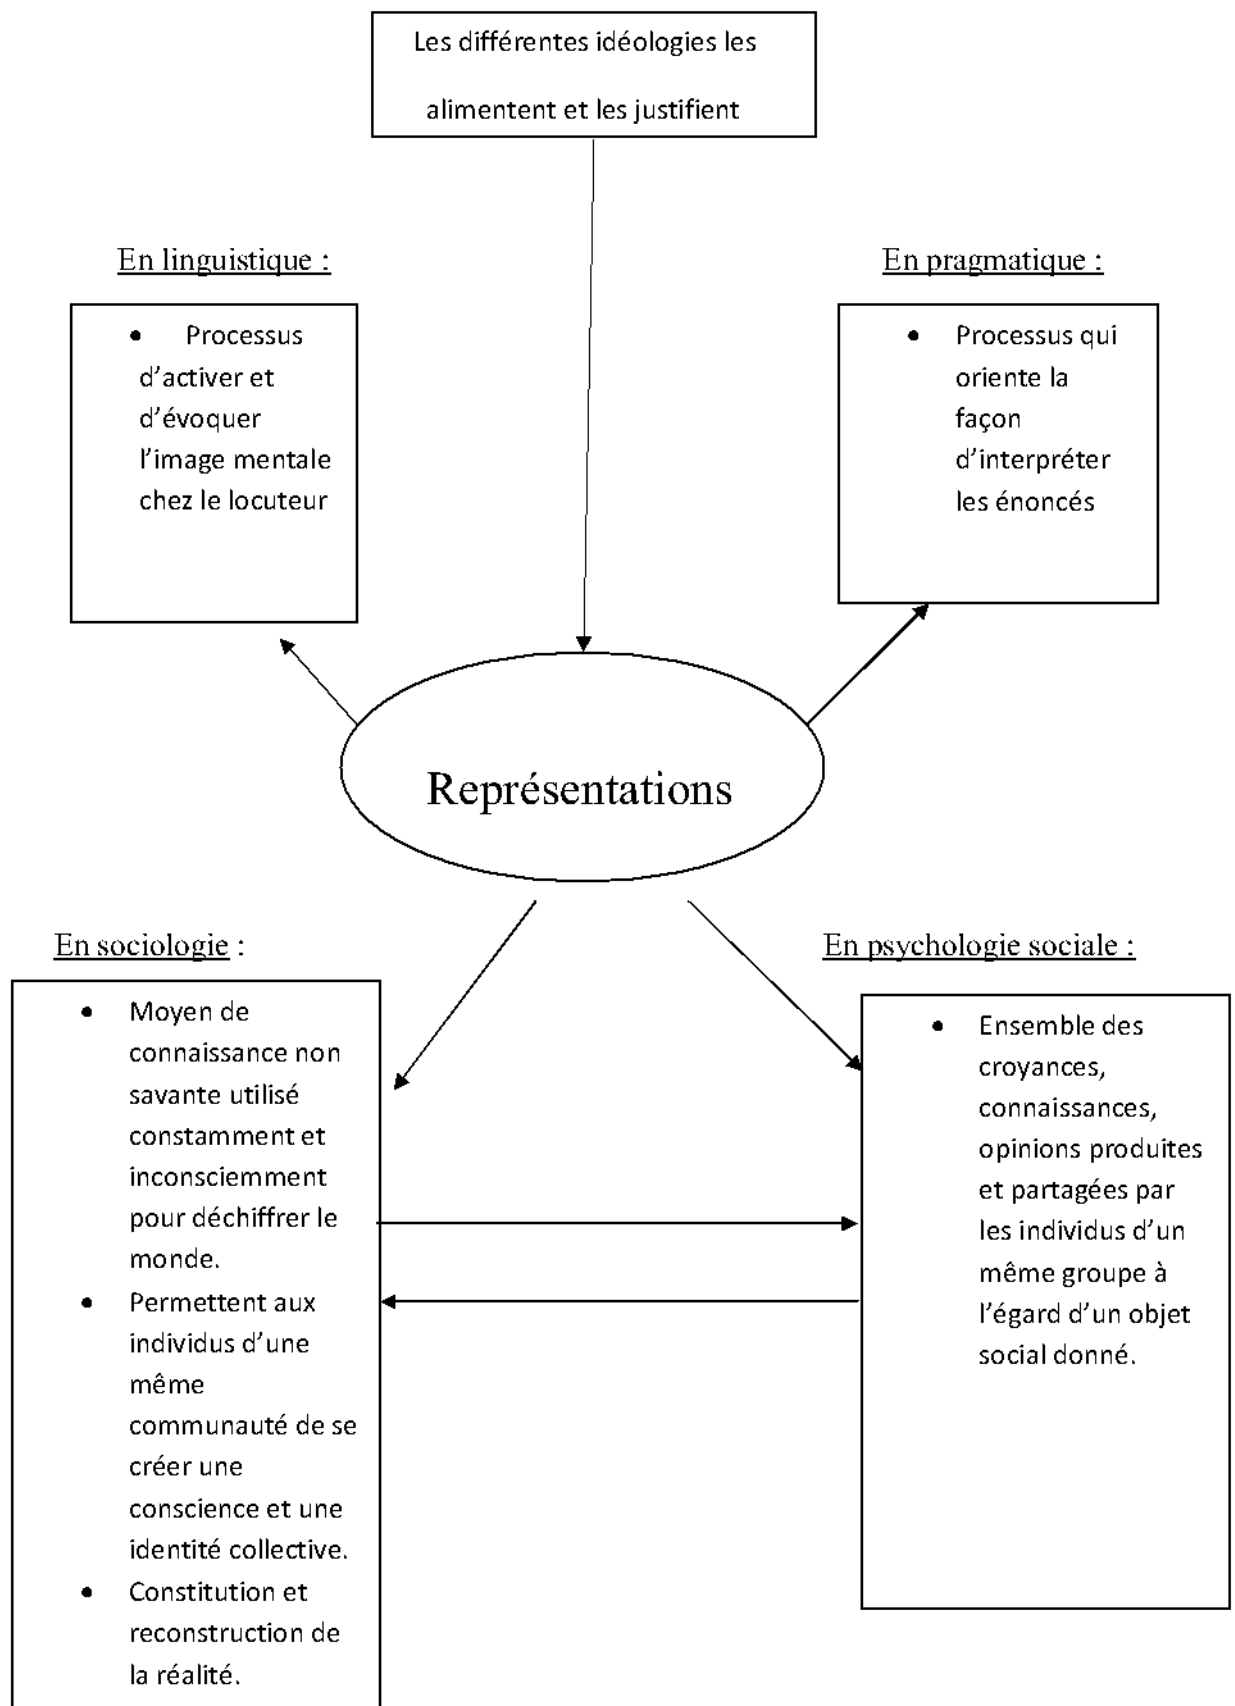 Les différentes idéologies les
alimentent et les justifient
En linguistique :
• Processus
d’activer et
d’évoquer
l’image mentale
chez le locuteur
En pragmatique :
• Processus qui
oriente la
façon
d’interpréter
les énoncés
Représentations
En sociologie :
• Moyen de
connaissance non
savante utilisé
constamment et
inconsciemment
pour déchiffrer le
monde.
• Permettent aux
individus d’une
même
communauté de se
créer une
conscience et une
identité collective.
• Constitution et
reconstruction de
la réalité.
En psychologie sociale :
• Ensemble des
croyances,
connaissances,
opinions produites
et partagées par
les individus d’un
même groupe à
l’égard d’un objet
social donné.